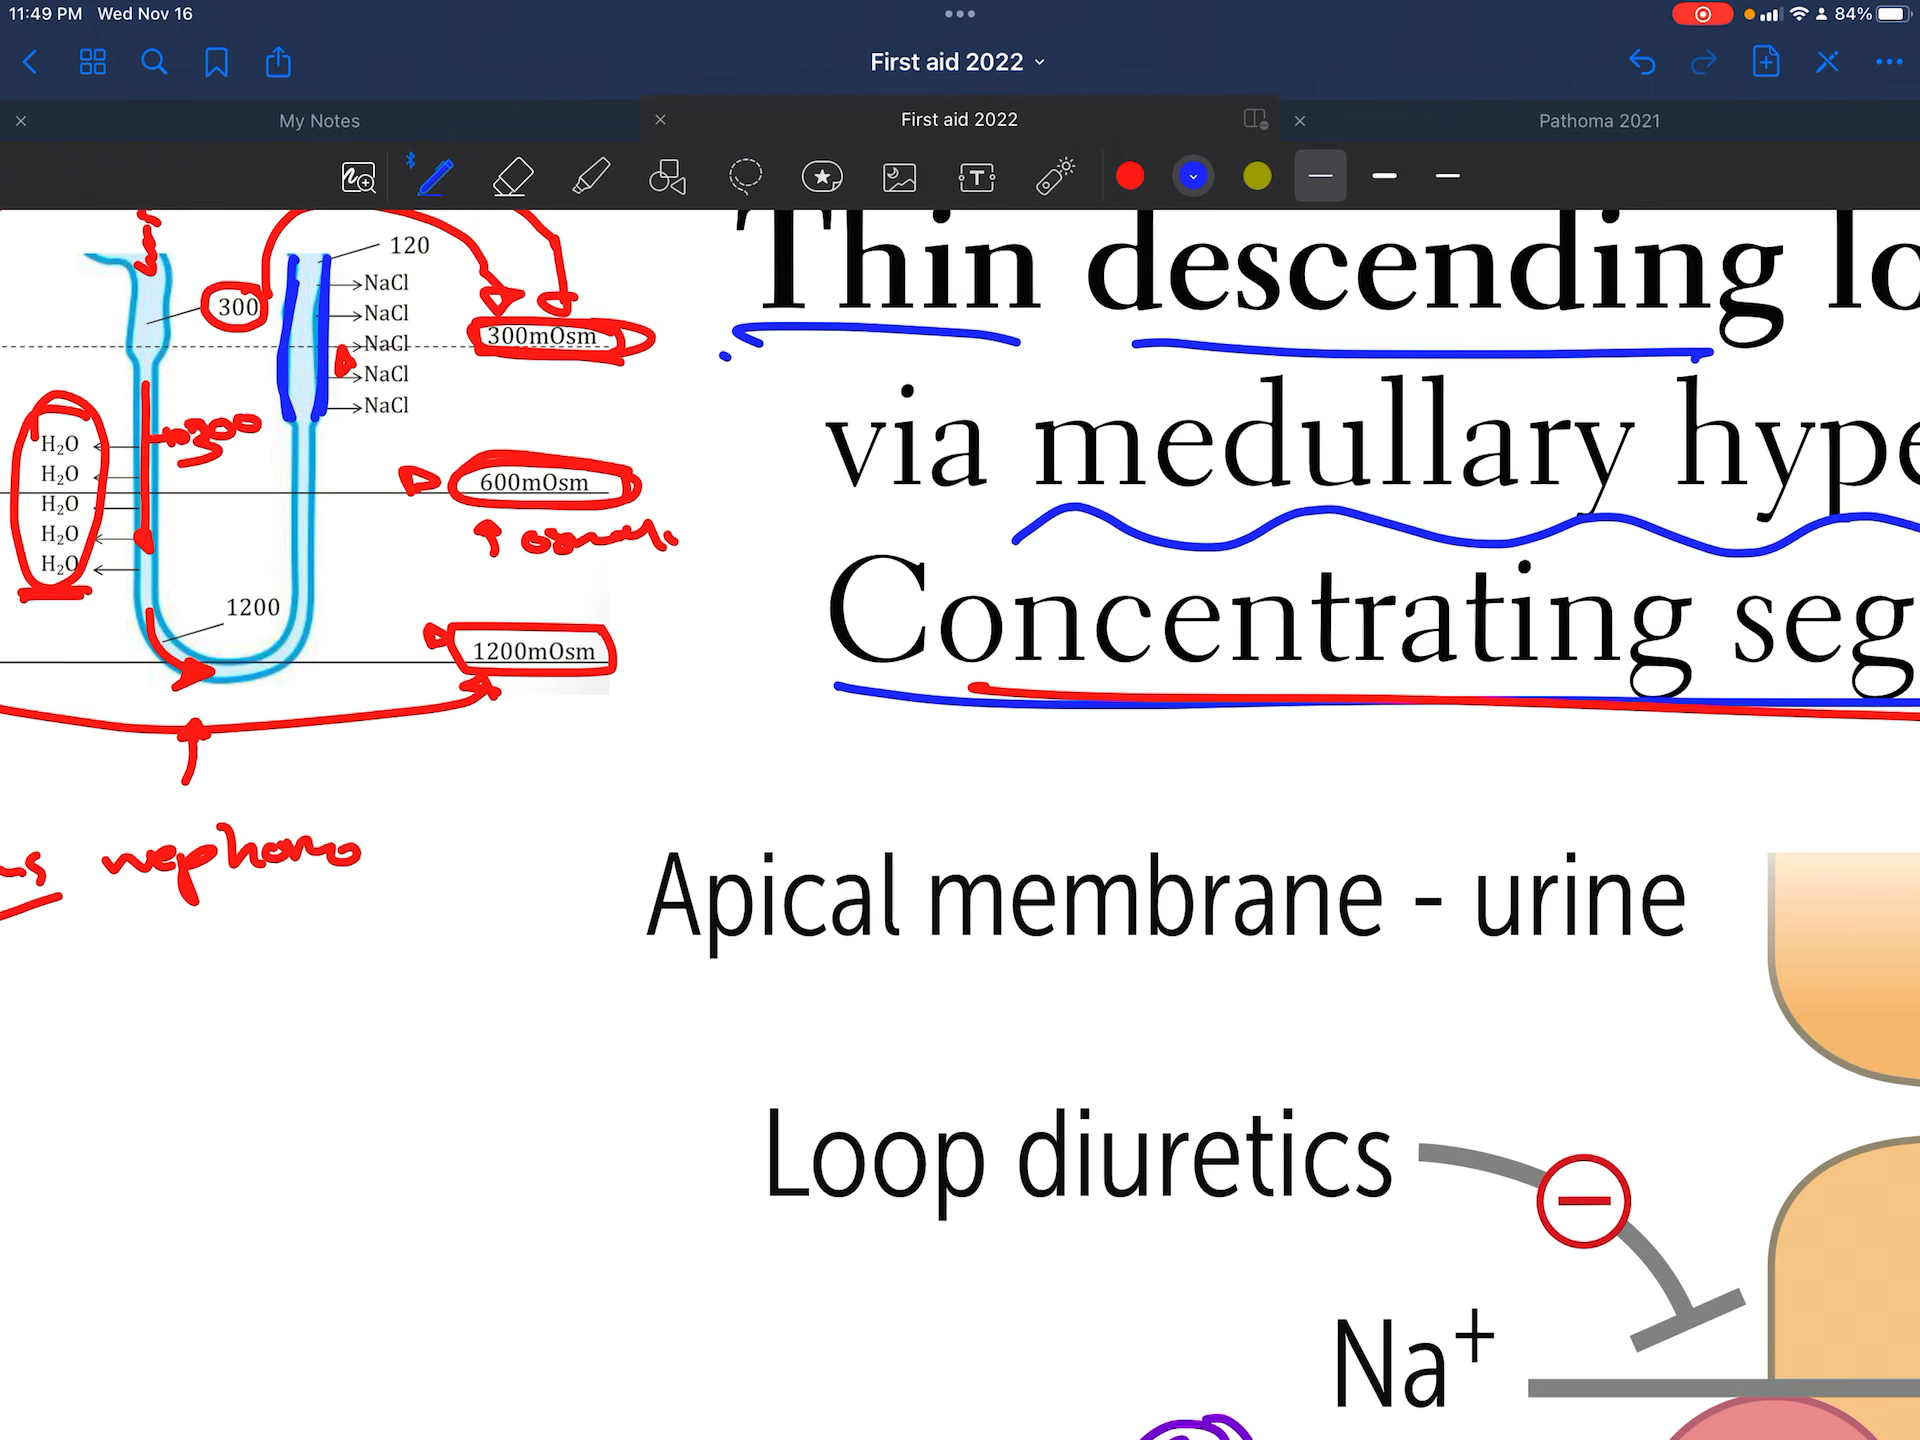 11:49 PM Wed Nov 16
84%
First aid 2022
My Notes
First aid 2022
Pathoma 2021
T
120
NaCl
NaCl
NaCl
NaCl
NaCl
300
300mOsm
300
H₂O
H₂O
H₂O
H₂O
H₂O
600mOsm
1200
1200mOsm
Thin descending lo
via medullary hype
Concentrating seg
Apical membrane - urine
Loop diuretics
Na⁺